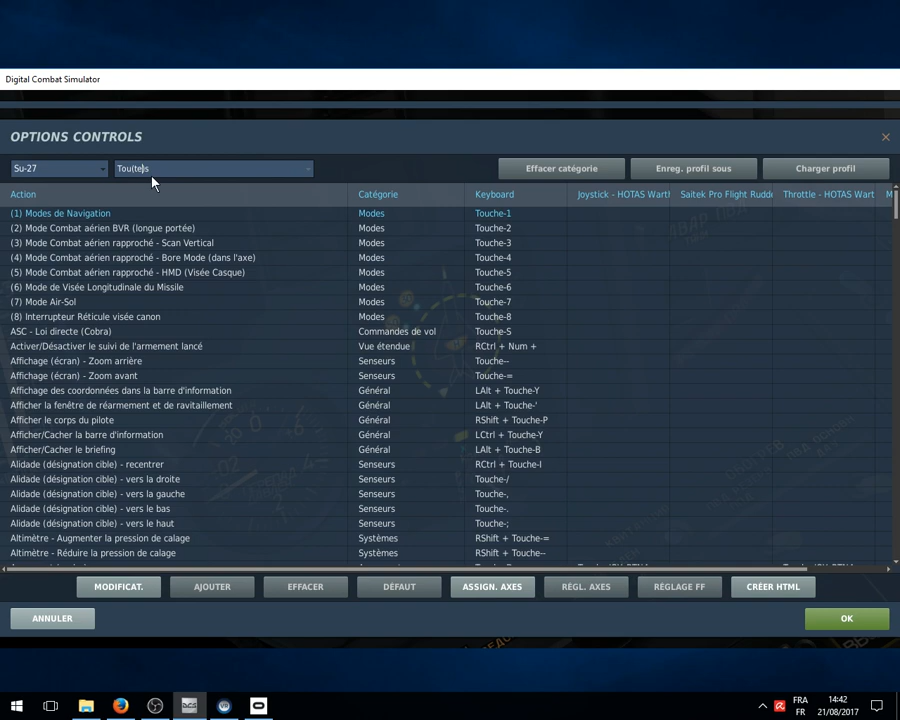 Digital Combat Simulator
OPTIONS CONTROLS
Su-27 Tou(te)s Effacer catégorie Enreg. profil sous Charger profil
Action Catégorie Keyboard Joystick - HOTAS Wart Saitek Pro Flight Rudd Throttle - HOTAS Wart M
(1) Modes de Navigation Modes Touche-1
(2) Mode Combat aérien BVR (longue portée) Modes Touche-2
(3) Mode Combat aérien rapproché - Scan Vertical Modes Touche-3
(4) Mode Combat aérien rapproché - Bore Mode (dans l'axe) Modes Touche-4
(5) Mode Combat aérien rapproché - HMD (Visée Casque) Modes Touche-5
(6) Mode de Visée Longitudinale du Missile Modes Touche-6
(7) Mode Air-Sol Modes Touche-7
(8) Interrupteur Réticule visée canon Modes Touche-8
ASC - Loi directe (Cobra) Commandes de vol Touche-S
Activer/Désactiver le suivi de l'armement lancé Vue étendue RCtrl + Num +
Affichage (écran) - Zoom arrière Senseurs Touche--
Affichage (écran) - Zoom avant Senseurs Touche-=
Affichage des coordonnées dans la barre d'information Général LAlt + Touche-Y
Afficher la fenêtre de réarmement et de ravitaillement Général LAlt + Touche-'
Afficher le corps du pilote Général RShift + Touche-P
Afficher/Cacher la barre d'information Général LCtrl + Touche-Y
Afficher/Cacher le briefing Général LAlt + Touche-B
Alidade (désignation cible) - recentrer Senseurs RCtrl + Touche-I
Alidade (désignation cible) - vers la droite Senseurs Touche-/
Alidade (désignation cible) - vers la gauche Senseurs Touche-,
Alidade (désignation cible) - vers le bas Senseurs Touche-.
Alidade (désignation cible) - vers le haut Senseurs Touche-;
Altimètre - Augmenter la pression de calage Systèmes RShift + Touche-=
Altimètre - Réduire la pression de calage Systèmes RShift + Touche--
MODIFICAT. AJOUTER EFFACER DÉFAUT ASSIGN. AXES RÉGL. AXES RÉGLAGE FF CRÉER HTML
ANNULER OK
DCS FRA 14:42
FR 21/08/2017